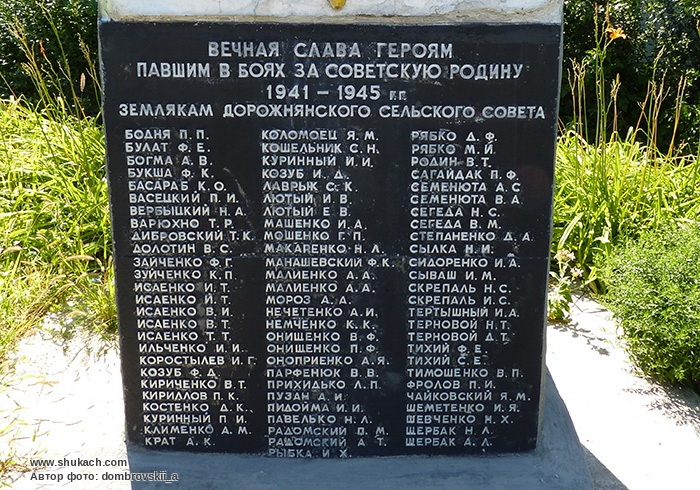 ВЕЧНАЯ СЛАВА ГЕРОЯМ
ПАВШИМ В БОЯХ ЗА СОВЕТСКУЮ РОДИНУ
1941 – 1945 г.г.
ЗЕМЛЯКАМ ДОРОЖНЯНСКОГО СЕЛЬСКОГО СОВЕТА
БОДНЯ П. П.
БУЛАТ Ф. Е.
БОГМА А. В.
БУКША Ф. К.
БАСАРАБ К. О.
ВАСЕЦКИЙ П. И.
ВЕРБЫЦКИЙ Н. А.
ВАРЮХНО Т. Р.
ДИБРОВСКИЙ Т. К.
ДОЛОТИН В. С.
ЗАЙЧЕНКО Ф. Г.
ЗУЙЧЕНКО К. П.
ИСАЕНКО И. Т.
ИСАЕНКО И. Т.
ИСАЕНКО И. Т.
ИСАЕНКО В. Т.
ИСАЕНКО Т. Т.
ИЛЬЧЕНКО И. И.
КОРОСТЫЛЕВ И. Г.
КОЗУБ Ф. Д.
КИРИЧЕНКО В. Т.
КИРИЛЛОВ П. К.
КОСТЕНКО Д. К.
КУРИННЫЙ П. И.
КЛИМЕНКО А. М.
КРАТ А. К.
КОЛОМОЕЦ Я. М.
КОШЕЛЬНИК С. Н.
КУРИННЫЙ И. И.
КОЗУБ И. Д.
ЛАВРЫК С. К.
ЛЮТЫЙ И. В.
ЛЮТЫЙ Е. В.
МАЩЕНКО И. А.
МОШЕНКО Г. П.
МАКАРЕНКО Н. Л.
МАНАШЕВСКИЙ Ф. К.
МАЛИЕНКО А. А.
МАЛИЕНКО А. А.
МОРОЗ А. А.
НЕЧЕТЕНКО А. И.
НЕМЧЕНКО К. К.
ОНИЩЕНКО В. Ф.
ОНИЩЕНКО П. Ф.
ОНОПРИЕНКО А. Я.
ПАРФЕНЮК В. В.
ПРИХИДЬКО Л. П.
ПУЗАН А. И.
ПИДОЙМА И. И.
ПАВЕЛЬКО Н. Л.
РАДОМСКИЙ П. М.
РАДОМСКИЙ А. Т.
РЫБКА И. Х.
РЯБКО Д. Ф.
РЯБКО М. Й.
РОДИН В. Т.
САГАЙДАК П. Ф.
СЕМЕНЮТА А. С.
СЕМЕНЮТА В. А.
СЕГЕДА Н. С.
СЕГЕДА В. М.
СТЕПАНЕНКО Д. А.
СЫЛКА Н. И.
СИДОРЕНКО И. А.
СЫВАШ И. М.
СКРЕПАЛЬ Н. С.
СКРЕПАЛЬ И. С.
ТЕРТЫШНЫЙ И. А.
ТЕРНОВОЙ Н. Т.
ТЕРНОВОЙ Д. Т.
ТИХИЙ Ф. Е.
ТИХИЙ С. Е.
ТИМОШЕНКО В. П.
ФРОЛОВ П. И.
ЧАЙКОВСКИЙ Я. М.
ШЕМЕТЕНКО И. Я.
ШЕВЧЕНКО Н. Х.
ЩЕРБАК Н. Л.
ЩЕРБАК А. Л.
www.shukach.com
Автор фото: dombrovskii_a